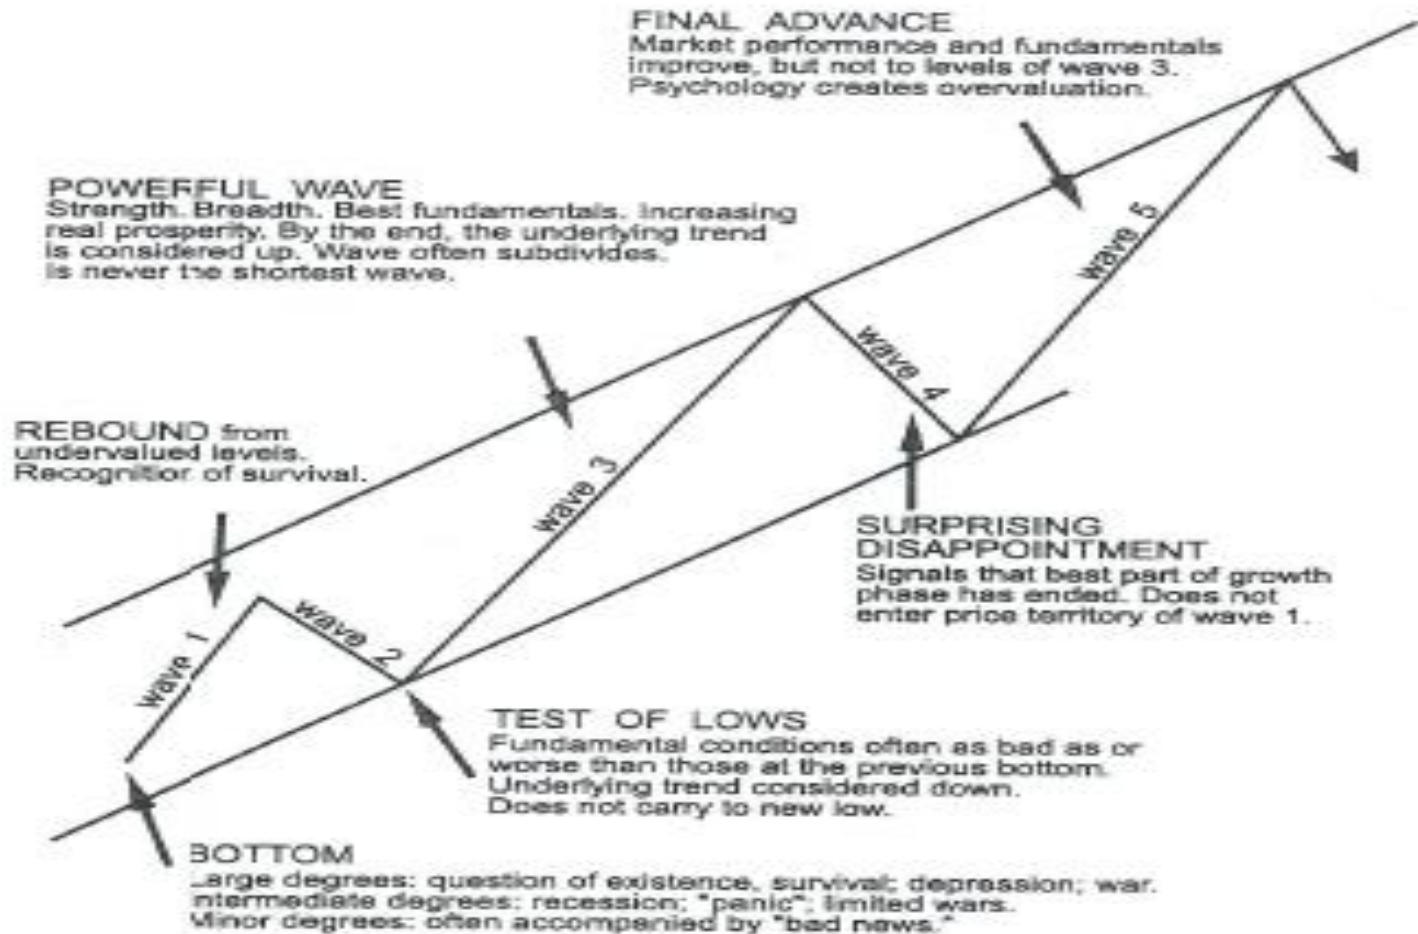 FINAL ADVANCE
Market performance and fundamentals
improve, but not to levels of wave 3.
Psychology creates overvaluation.
POWERFUL WAVE
Strength. Breadth. Best fundamentals. Increasing
real prosperity. By the end, the underlying trend
is considered up. Wave often subdivides.
Is never the shortest wave.
wave 5
wave 4
REBOUND from
undervalued levels.
Recognition of survival.
wave 3
SURPRISING
DISAPPOINTMENT
Signals that best part of growth
phase has ended. Does not
enter price territory of wave 1.
wave 1
wave 2
TEST OF LOWS
Fundamental conditions often as bad as or
worse than those at the previous bottom.
Underlying trend considered down.
Does not carry to new low.
BOTTOM
Large degrees: question of existence, survival; depression; war.
Intermediate degrees: recession; "panic"; limited wars.
Minor degrees: often accompanied by "bad news."